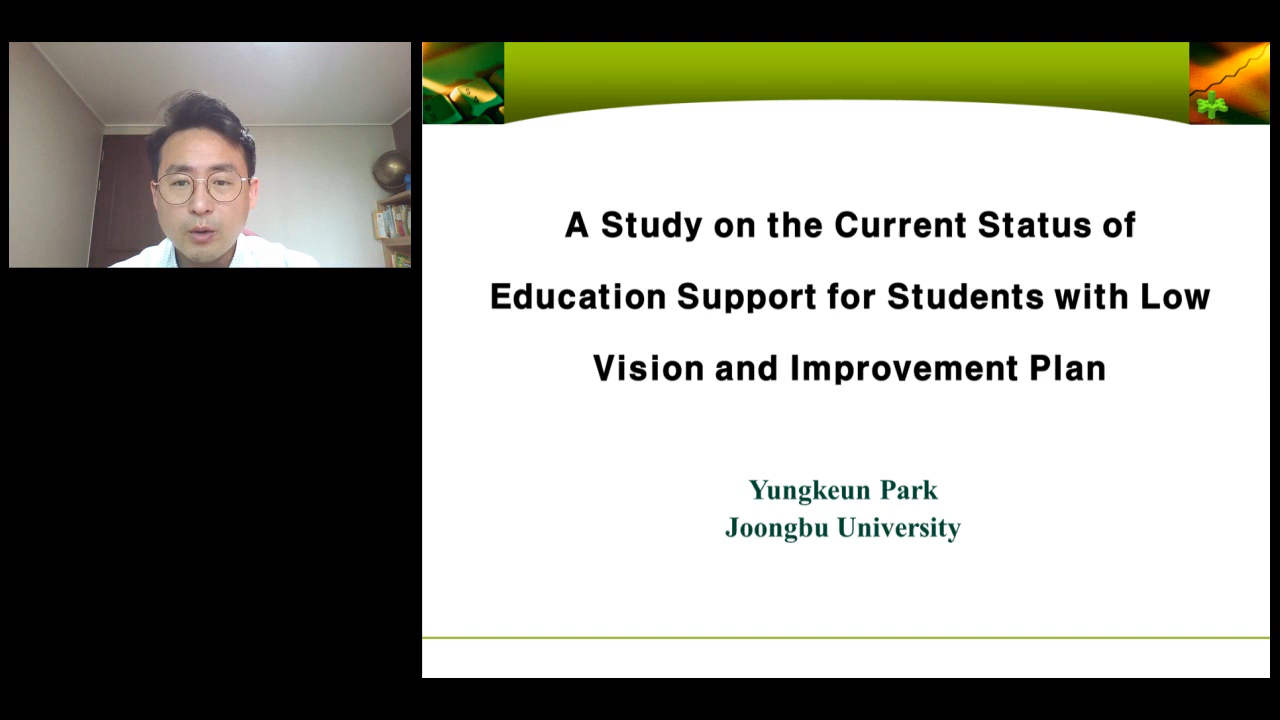 A Study on the Current Status of
Education Support for Students with Low
Vision and Improvement Plan
Yungkeun Park
Joongbu University